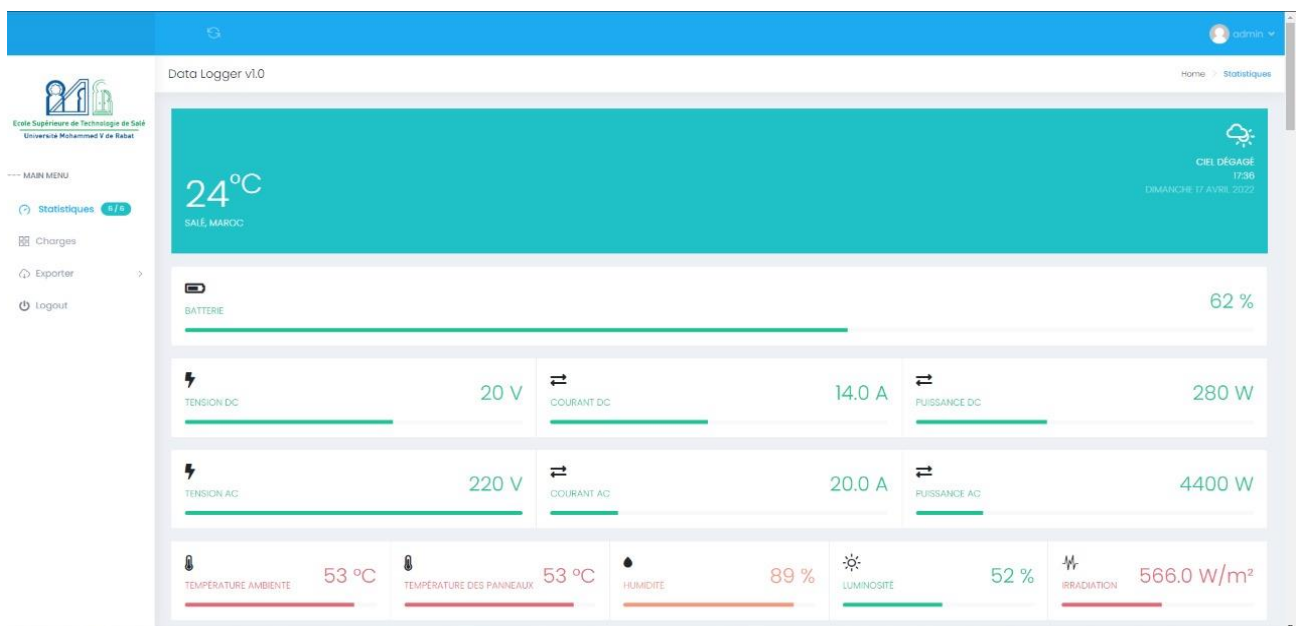 admin
Data Logger v1.0
Home > Statistiques
Ecole Supérieure de Technologie de Salé
Université Mohammed V de Rabat
--- MAIN MENU
Statistiques 6/6
Charges
Exporter
Logout
24°C
SALÉ, MAROC
CIEL DÉGAGÉ
17:36
DIMANCHE 17 AVRIL 2022
BATTERIE
62 %
TENSION DC
20 V
COURANT DC
14.0 A
PUISSANCE DC
280 W
TENSION AC
220 V
COURANT AC
20.0 A
PUISSANCE AC
4400 W
TEMPÉRATURE AMBIENTE
53 °C
TEMPÉRATURE DES PANNEAUX
53 °C
HUMIDITÉ
89 %
LUMINOSITÉ
52 %
IRRADIATION
566.0 W/m²